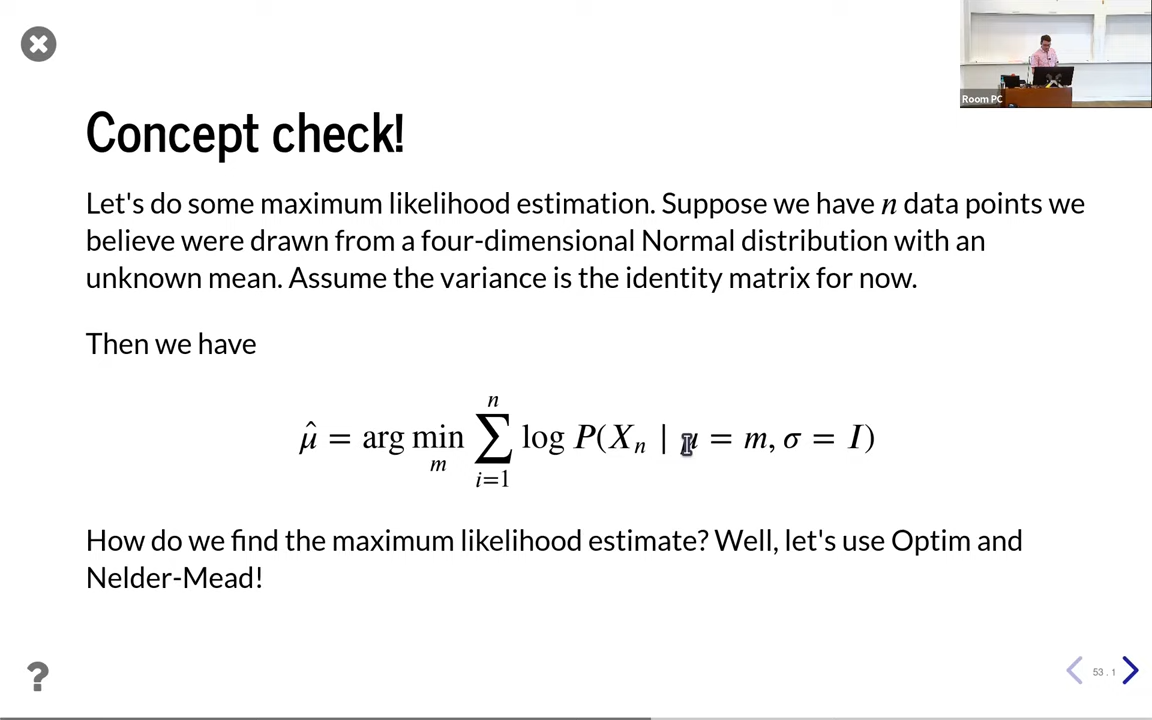 Room PC
Concept check!
Let's do some maximum likelihood estimation. Suppose we have n data points we
believe were drawn from a four-dimensional Normal distribution with an
unknown mean. Assume the variance is the identity matrix for now.
Then we have
μ̂ = arg min_m ∑_{i=1}^{n} log P(X_n | μ = m, σ = I)
How do we find the maximum likelihood estimate? Well, let's use Optim and
Nelder-Mead!
?
53 . 1